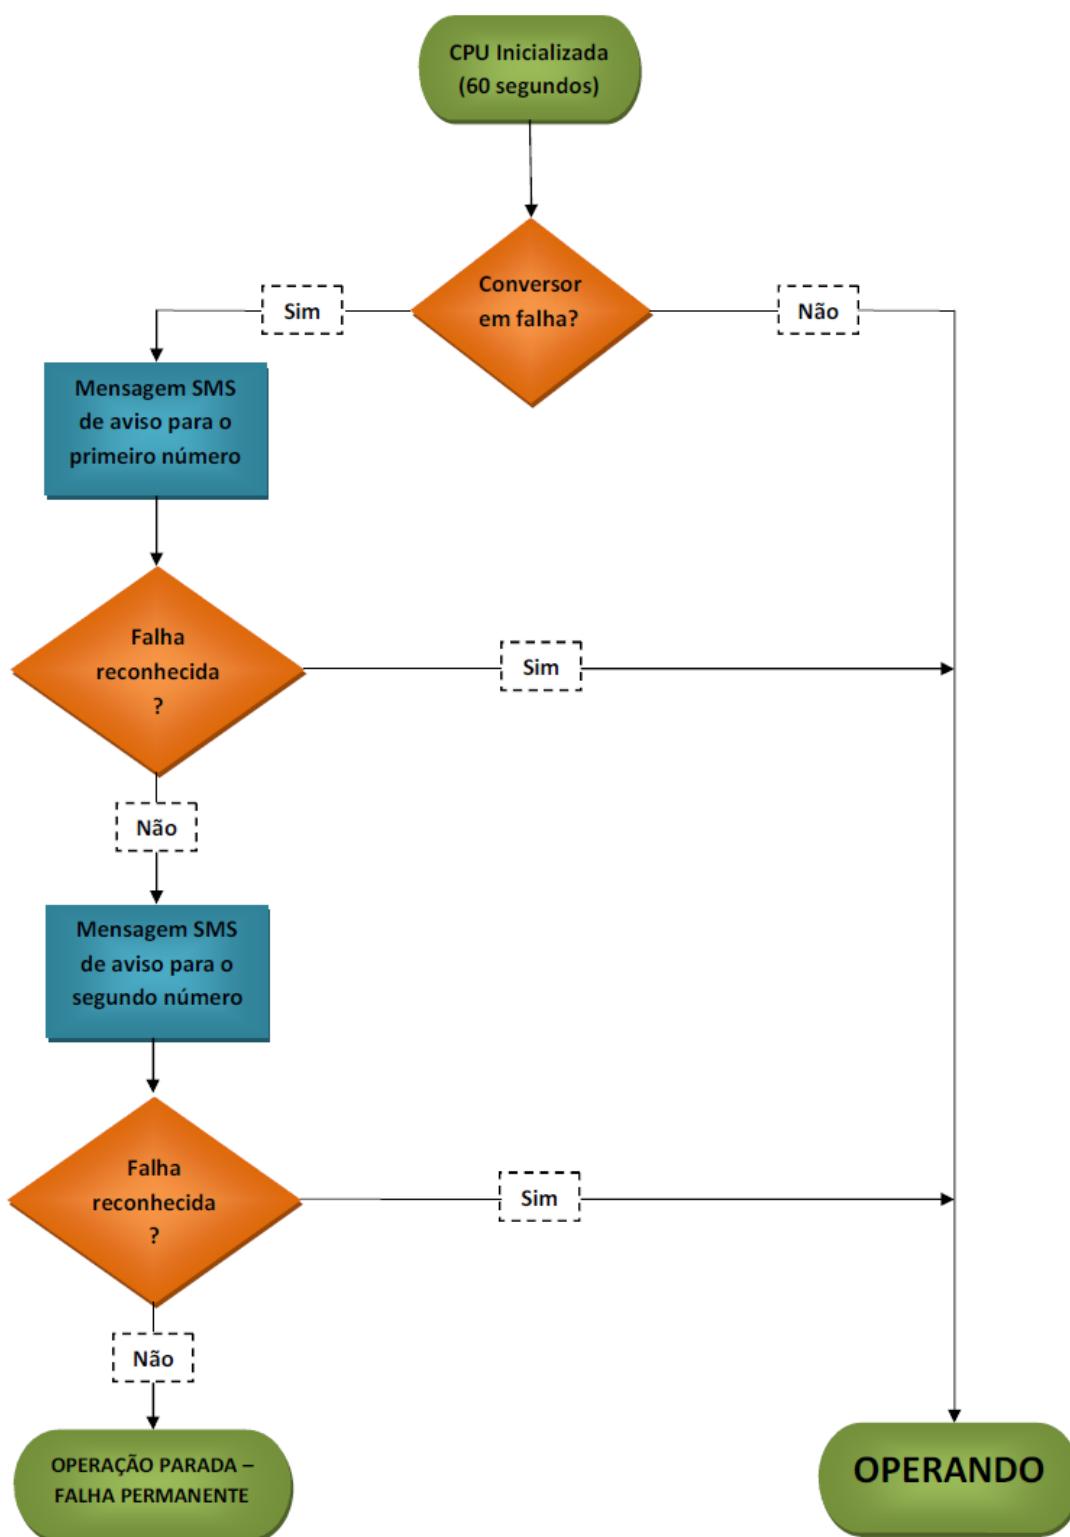 CPU Inicializada
(60 segundos)
Conversor
em falha?
Sim
Não
Mensagem SMS
de aviso para o
primeiro número
Falha
reconhecida
?
Sim
Não
Mensagem SMS
de aviso para o
segundo número
Falha
reconhecida
?
Sim
Não
OPERAÇÃO PARADA –
FALHA PERMANENTE
OPERANDO